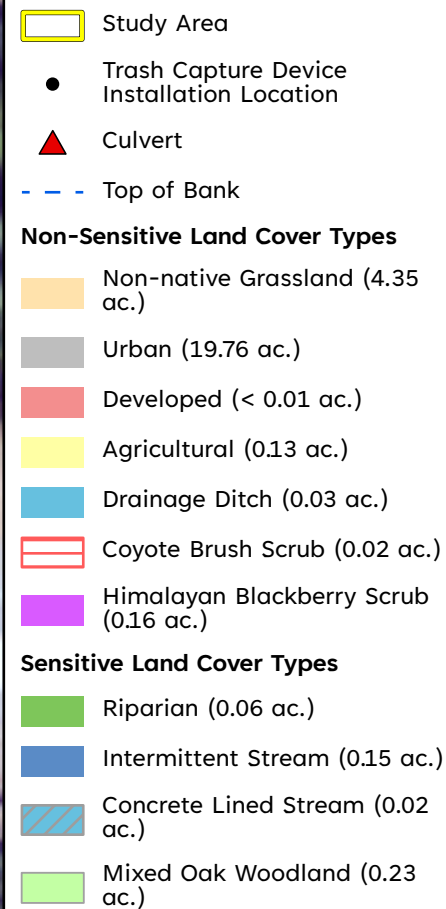 Study Area
Trash Capture Device
Installation Location
Culvert
Top of Bank
Non-Sensitive Land Cover Types
Non-native Grassland (4.35
ac.)
Urban (19.76 ac.)
Developed (< 0.01 ac.)
Agricultural (0.13 ac.)
Drainage Ditch (0.03 ac.)
Coyote Brush Scrub (0.02 ac.)
Himalayan Blackberry Scrub
(0.16 ac.)
Sensitive Land Cover Types
Riparian (0.06 ac.)
Intermittent Stream (0.15 ac.)
Concrete Lined Stream (0.02
ac.)
Mixed Oak Woodland (0.23
ac.)